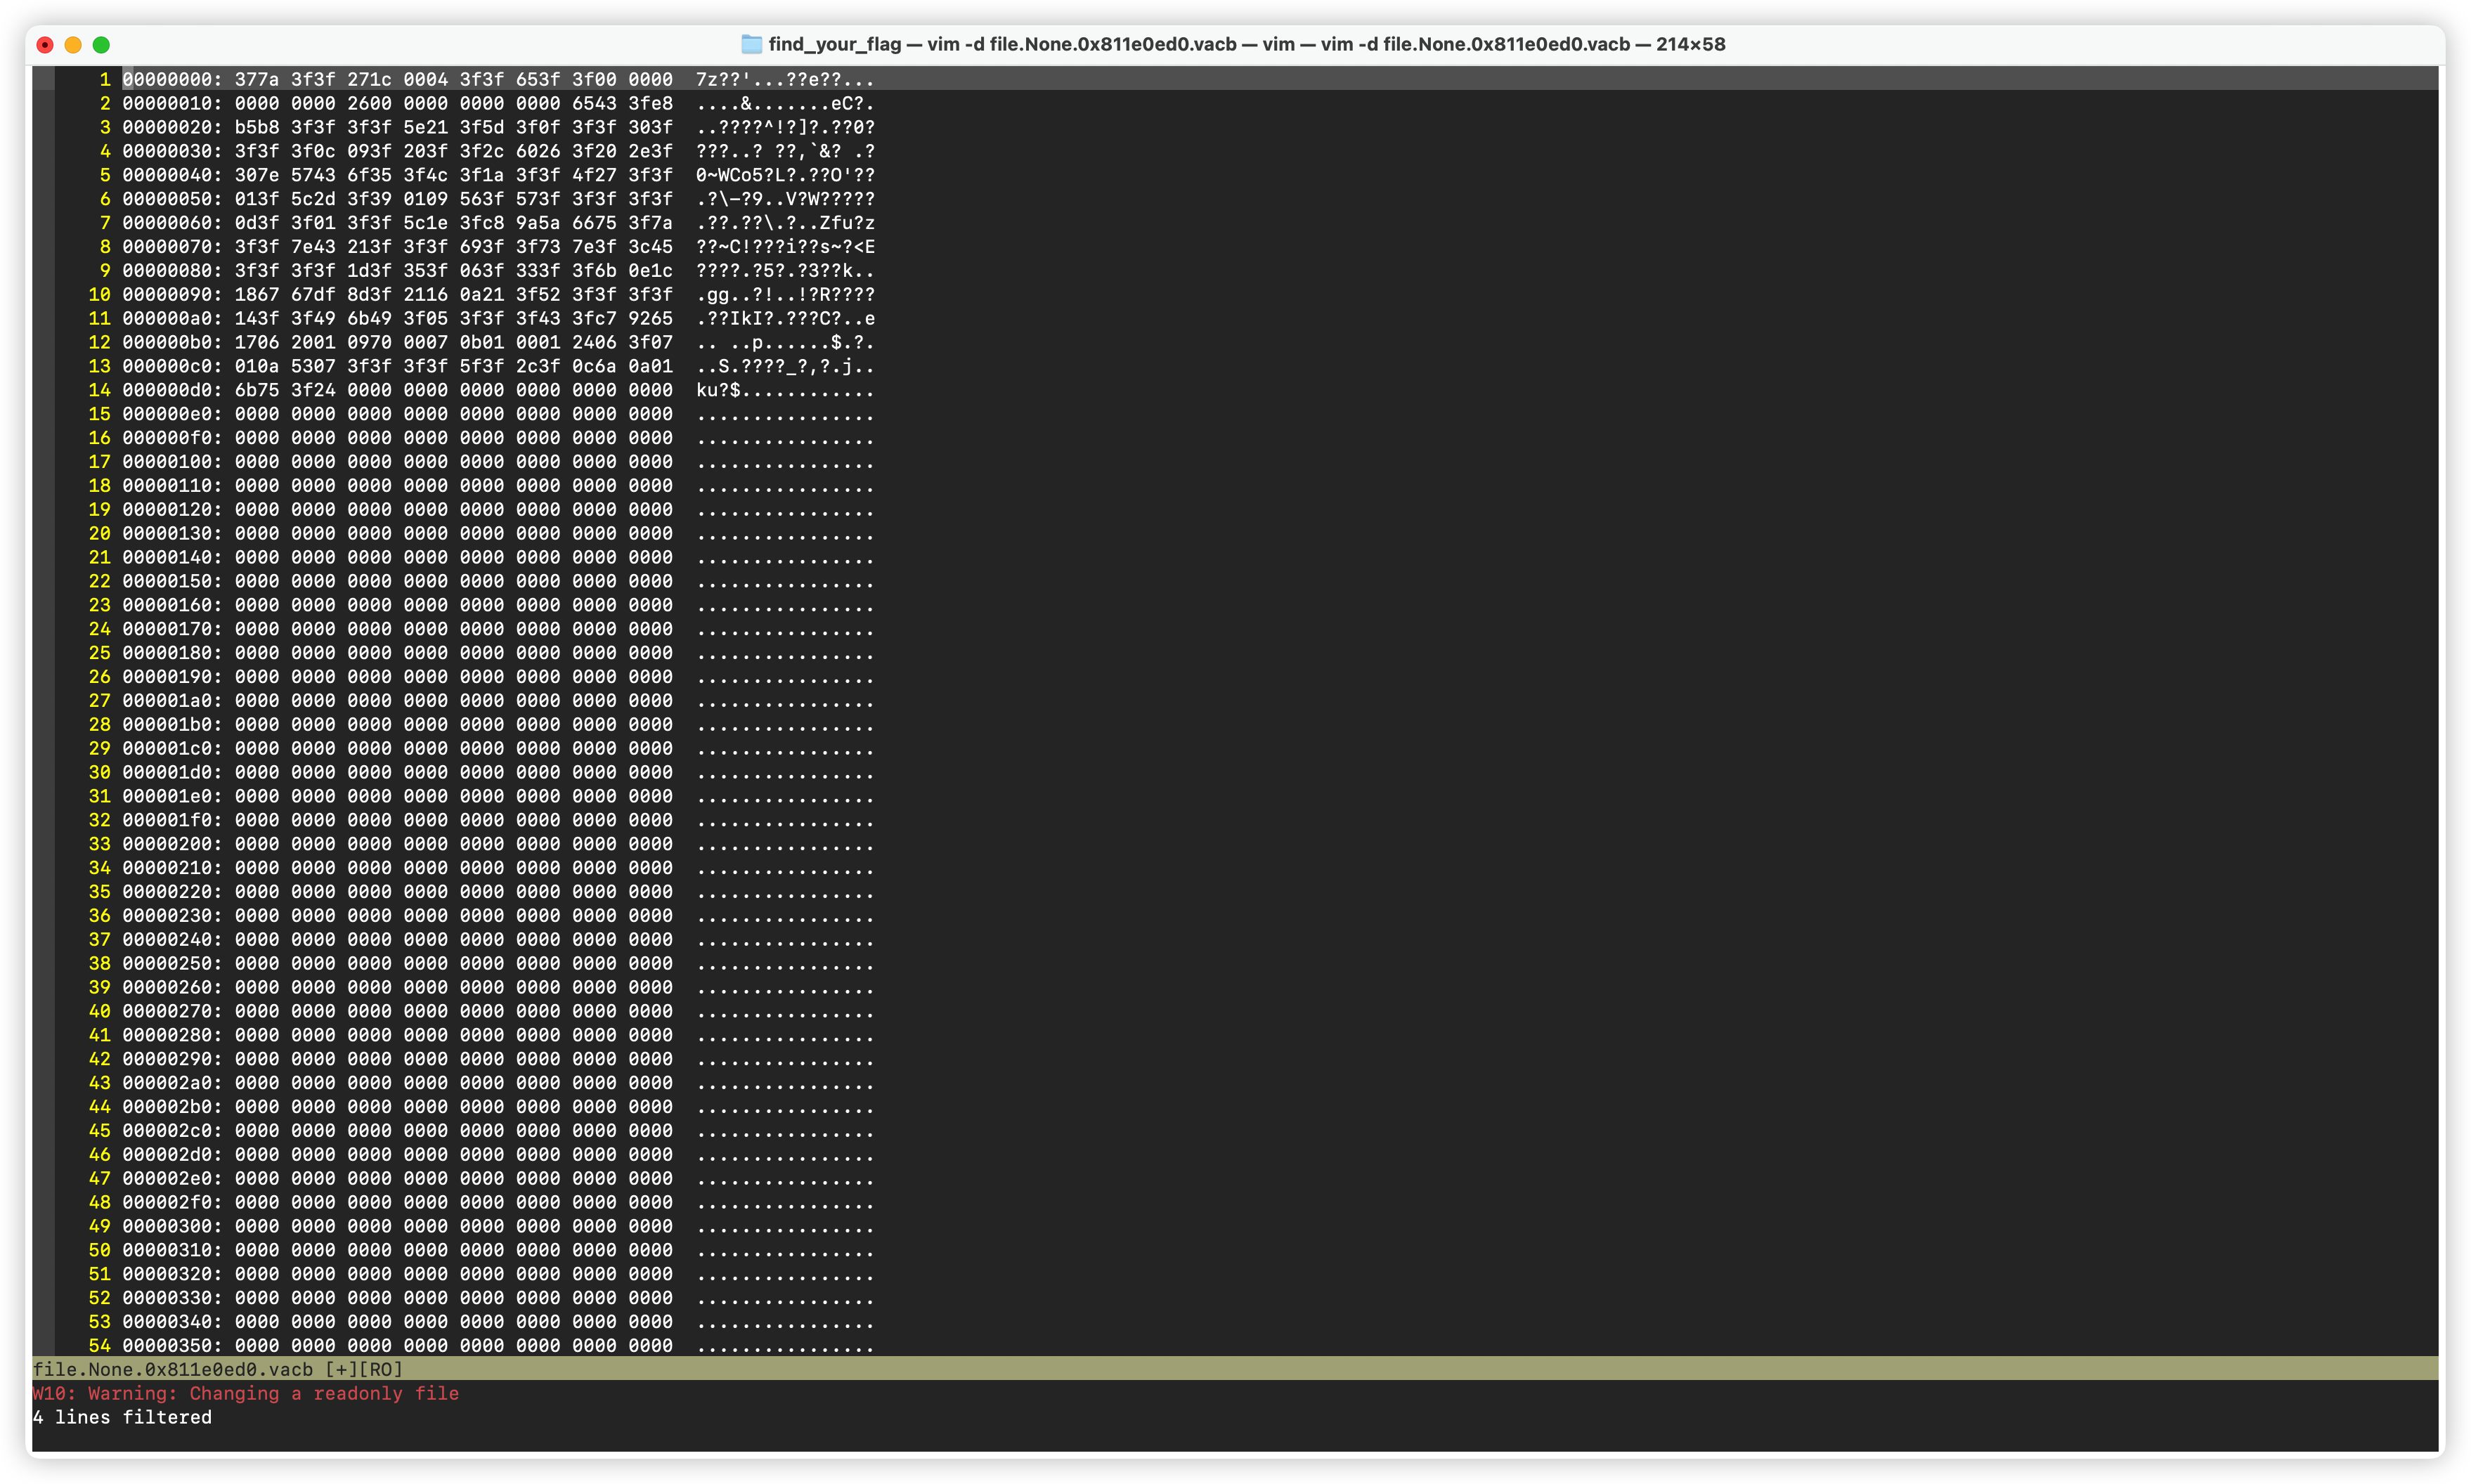 find_your_flag — vim -d file.None.0x811e0ed0.vacb — vim — vim -d file.None.0x811e0ed0.vacb — 214×58
1 00000000: 377a 3f3f 271c 0004 3f3f 653f 3f00 0000  7z??'...??e??...
2 00000010: 0000 0000 2600 0000 0000 0000 6543 3fe8  ....&.......eC?.
3 00000020: b5b8 3f3f 3f3f 5e21 3f5d 3f0f 3f3f 303f  ..????^!?]?.??0?
4 00000030: 3f3f 3f0c 093f 203f 3f2c 6026 3f20 2e3f  ???..? ??,`&? .?
5 00000040: 307e 5743 6f35 3f4c 3f1a 3f3f 4f27 3f3f  0~WCo5?L?.??O'??
6 00000050: 013f 5c2d 3f39 0109 563f 573f 3f3f 3f3f  .?\-?9..V?W?????
7 00000060: 0d3f 3f01 3f3f 5c1e 3fc8 9a5a 6675 3f7a  .??.??\.?..Zfu?z
8 00000070: 3f3f 7e43 213f 3f3f 693f 3f73 7e3f 3c45  ??~C!???i??s~?<E
9 00000080: 3f3f 3f3f 1d3f 353f 063f 333f 3f6b 0e1c  ????.?5?.?3??k..
10 00000090: 1867 67df 8d3f 2116 0a21 3f52 3f3f 3f3f  .gg..?!..!?R????
11 000000a0: 143f 3f49 6b49 3f05 3f3f 3f43 3fc7 9265  .??IkI?.???C?..e
12 000000b0: 1706 2001 0970 0007 0b01 0001 2406 3f07  .. ..p......$.?.
13 000000c0: 010a 5307 3f3f 3f3f 5f3f 2c3f 0c6a 0a01  ..S.????_?,?.j..
14 000000d0: 6b75 3f24 0000 0000 0000 0000 0000 0000  ku?$............
15 000000e0: 0000 0000 0000 0000 0000 0000 0000 0000  ................
16 000000f0: 0000 0000 0000 0000 0000 0000 0000 0000  ................
17 00000100: 0000 0000 0000 0000 0000 0000 0000 0000  ................
18 00000110: 0000 0000 0000 0000 0000 0000 0000 0000  ................
19 00000120: 0000 0000 0000 0000 0000 0000 0000 0000  ................
20 00000130: 0000 0000 0000 0000 0000 0000 0000 0000  ................
21 00000140: 0000 0000 0000 0000 0000 0000 0000 0000  ................
22 00000150: 0000 0000 0000 0000 0000 0000 0000 0000  ................
23 00000160: 0000 0000 0000 0000 0000 0000 0000 0000  ................
24 00000170: 0000 0000 0000 0000 0000 0000 0000 0000  ................
25 00000180: 0000 0000 0000 0000 0000 0000 0000 0000  ................
26 00000190: 0000 0000 0000 0000 0000 0000 0000 0000  ................
27 000001a0: 0000 0000 0000 0000 0000 0000 0000 0000  ................
28 000001b0: 0000 0000 0000 0000 0000 0000 0000 0000  ................
29 000001c0: 0000 0000 0000 0000 0000 0000 0000 0000  ................
30 000001d0: 0000 0000 0000 0000 0000 0000 0000 0000  ................
31 000001e0: 0000 0000 0000 0000 0000 0000 0000 0000  ................
32 000001f0: 0000 0000 0000 0000 0000 0000 0000 0000  ................
33 00000200: 0000 0000 0000 0000 0000 0000 0000 0000  ................
34 00000210: 0000 0000 0000 0000 0000 0000 0000 0000  ................
35 00000220: 0000 0000 0000 0000 0000 0000 0000 0000  ................
36 00000230: 0000 0000 0000 0000 0000 0000 0000 0000  ................
37 00000240: 0000 0000 0000 0000 0000 0000 0000 0000  ................
38 00000250: 0000 0000 0000 0000 0000 0000 0000 0000  ................
39 00000260: 0000 0000 0000 0000 0000 0000 0000 0000  ................
40 00000270: 0000 0000 0000 0000 0000 0000 0000 0000  ................
41 00000280: 0000 0000 0000 0000 0000 0000 0000 0000  ................
42 00000290: 0000 0000 0000 0000 0000 0000 0000 0000  ................
43 000002a0: 0000 0000 0000 0000 0000 0000 0000 0000  ................
44 000002b0: 0000 0000 0000 0000 0000 0000 0000 0000  ................
45 000002c0: 0000 0000 0000 0000 0000 0000 0000 0000  ................
46 000002d0: 0000 0000 0000 0000 0000 0000 0000 0000  ................
47 000002e0: 0000 0000 0000 0000 0000 0000 0000 0000  ................
48 000002f0: 0000 0000 0000 0000 0000 0000 0000 0000  ................
49 00000300: 0000 0000 0000 0000 0000 0000 0000 0000  ................
50 00000310: 0000 0000 0000 0000 0000 0000 0000 0000  ................
51 00000320: 0000 0000 0000 0000 0000 0000 0000 0000  ................
52 00000330: 0000 0000 0000 0000 0000 0000 0000 0000  ................
53 00000340: 0000 0000 0000 0000 0000 0000 0000 0000  ................
54 00000350: 0000 0000 0000 0000 0000 0000 0000 0000  ................
file.None.0x811e0ed0.vacb [+][RO]
W10: Warning: Changing a readonly file
4 lines filtered